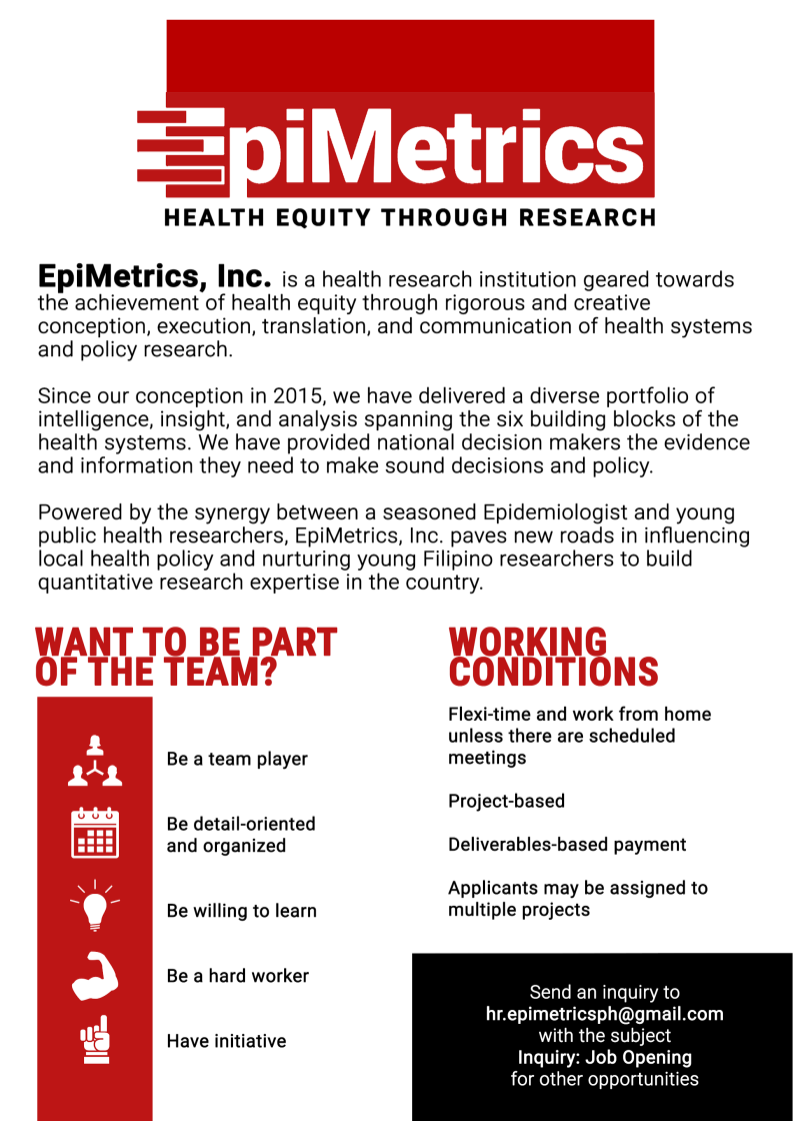 EpiMetrics
HEALTH EQUITY THROUGH RESEARCH
EpiMetrics, Inc. is a health research institution geared towards
the achievement of health equity through rigorous and creative
conception, execution, translation, and communication of health systems
and policy research.
Since our conception in 2015, we have delivered a diverse portfolio of
intelligence, insight, and analysis spanning the six building blocks of the
health systems. We have provided national decision makers the evidence
and information they need to make sound decisions and policy.
Powered by the synergy between a seasoned Epidemiologist and young
public health researchers, EpiMetrics, Inc. paves new roads in influencing
local health policy and nurturing young Filipino researchers to build
quantitative research expertise in the country.
WANT TO BE PART
OF THE TEAM?
Be a team player
Be detail-oriented
and organized
Be willing to learn
Be a hard worker
Have initiative
WORKING
CONDITIONS
Flexi-time and work from home
unless there are scheduled
meetings
Project-based
Deliverables-based payment
Applicants may be assigned to
multiple projects
Send an inquiry to
hr.epimetricsph@gmail.com
with the subject
Inquiry: Job Opening
for other opportunities